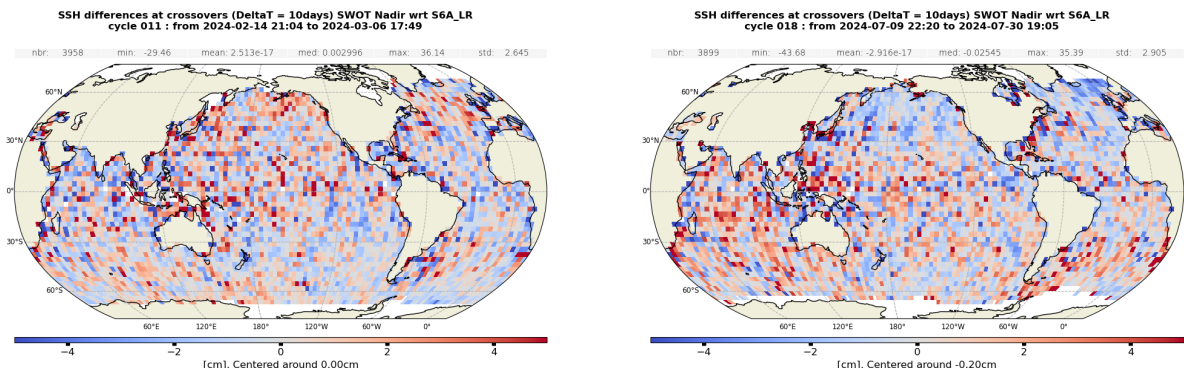 SSH differences at crossovers (DeltaT = 10days) SWOT Nadir wrt S6A_LR
cycle 011 : from 2024-02-14 21:04 to 2024-03-06 17:49
nbr: 3958 min: -29.46 mean: 2.513e-17 med: 0.002996 max: 36.14 std: 2.645
60°N
30°N
0°
30°S
60°S
60°E 120°E 180° 120°W 60°W 0°
−4 −2 0 2 4
[cm], Centered around 0.00cm
SSH differences at crossovers (DeltaT = 10days) SWOT Nadir wrt S6A_LR
cycle 018 : from 2024-07-09 22:20 to 2024-07-30 19:05
nbr: 3899 min: -43.68 mean: -2.916e-17 med: -0.02545 max: 35.39 std: 2.905
60°N
30°N
0°
30°S
60°S
60°E 120°E 180° 120°W 60°W 0°
−4 −2 0 2 4
[cm], Centered around -0.20cm